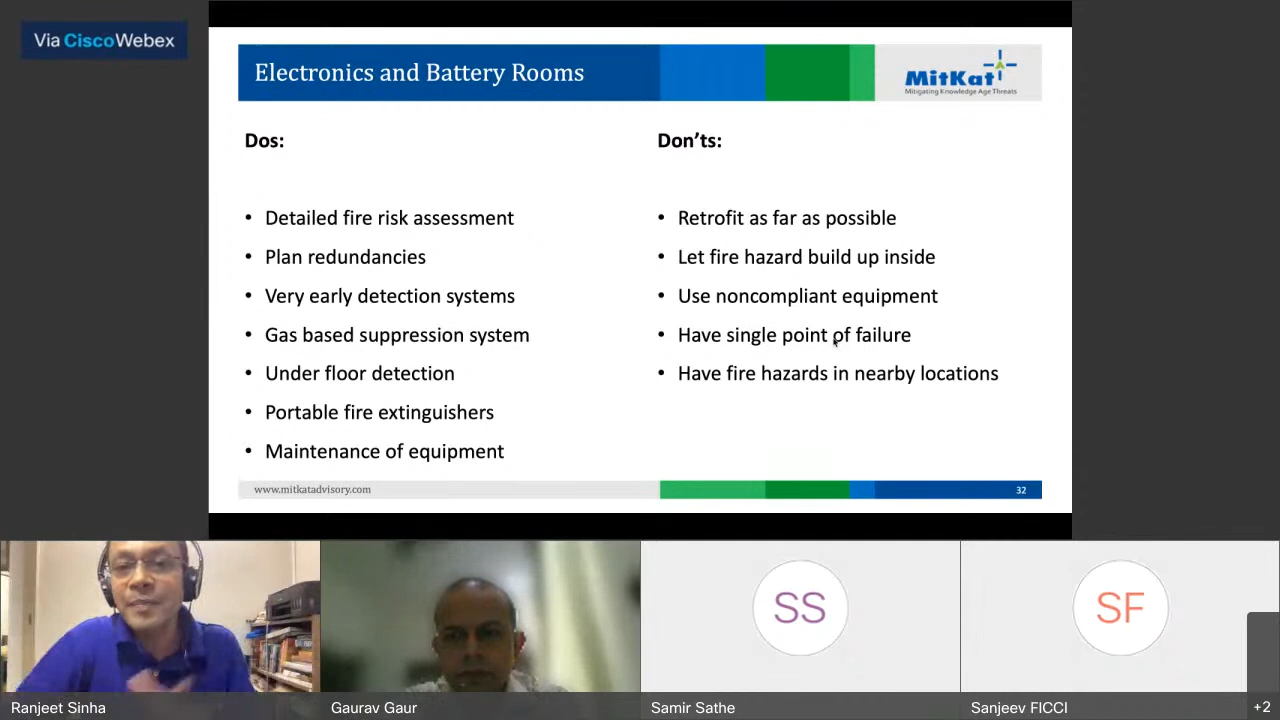 Via CiscoWebex
Electronics and Battery Rooms
MitKat
Mitigating Knowledge Age Threats
Dos:
• Detailed fire risk assessment
• Plan redundancies
• Very early detection systems
• Gas based suppression system
• Under floor detection
• Portable fire extinguishers
• Maintenance of equipment
Don'ts:
• Retrofit as far as possible
• Let fire hazard build up inside
• Use noncompliant equipment
• Have single point of failure
• Have fire hazards in nearby locations
www.mitkatadvisory.com
32
SS
SF
Ranjeet Sinha
Gaurav Gaur
Samir Sathe
Sanjeev FICCI
+2